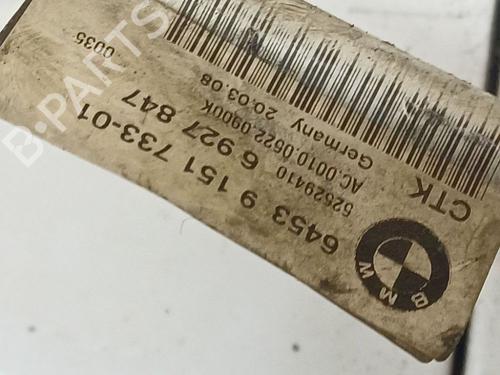 BMW
6453 9 151 733-01
6 927 847
52529410
AC.0010.0522.0900K
Germany 20.03.08
CTK
0035
B-PARTS